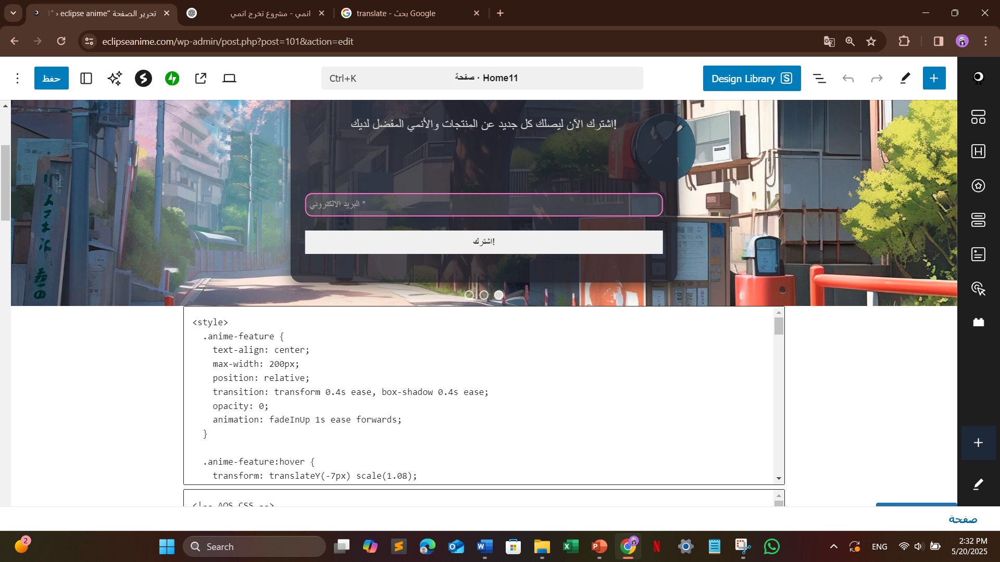 تحرير الصفحة "1 ‹ eclipse anime"
انمي - مشروع تخرج انمي
translate - بحث Google
eclipseanime.com/wp-admin/post.php?post=101&action=edit
حفظ
Ctrl+K
Home11 · صفحة
Design Library S
اشترك الآن ليصلك كل جديد عن المنتجات والأنمي المفضل لديك!
البريد الالكتروني *
اشترك!
<style>
.anime-feature {
text-align: center;
max-width: 200px;
position: relative;
transition: transform 0.4s ease, box-shadow 0.4s ease;
opacity: 0;
animation: fadeInUp 1s ease forwards;
}
.anime-feature:hover {
transform: translateY(-7px) scale(1.08);
<!-- AOS CSS -->
صفحة
2
Search
ENG
2:32 PM
5/20/2025